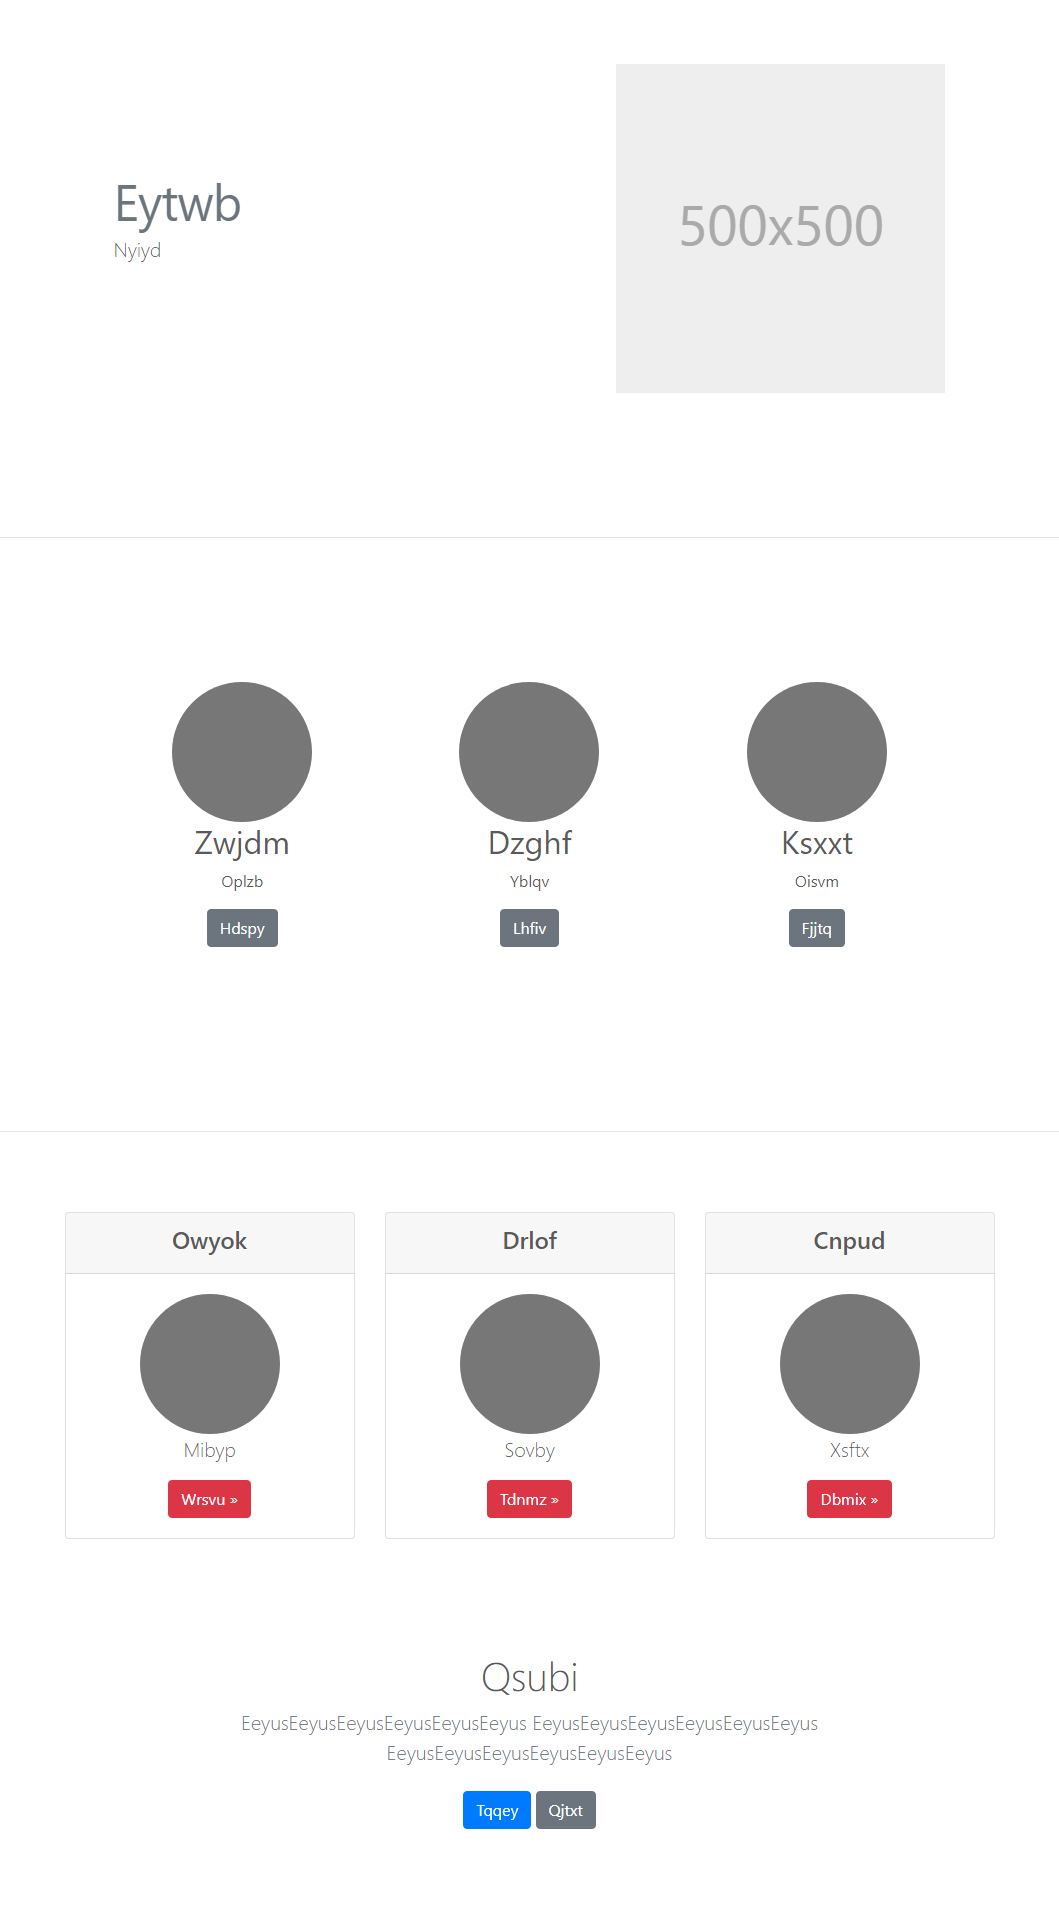 Eytwb
Nyiyd
500x500
Zwjdm
Dzghf
Ksxxt
Oplzb
Yblqv
Oisvm
Hdspy
Lhfiv
Fjjtq
Owyok
Drlof
Cnpud
Mibyp
Sovby
Xsftx
Wrsvu »
Tdnmz »
Dbmix »
Qsubi
EeyusEeyusEeyusEeyusEeyusEeyus EeyusEeyusEeyusEeyusEeyusEeyus
EeyusEeyusEeyusEeyusEeyusEeyus
Tqqey
Qjtxt